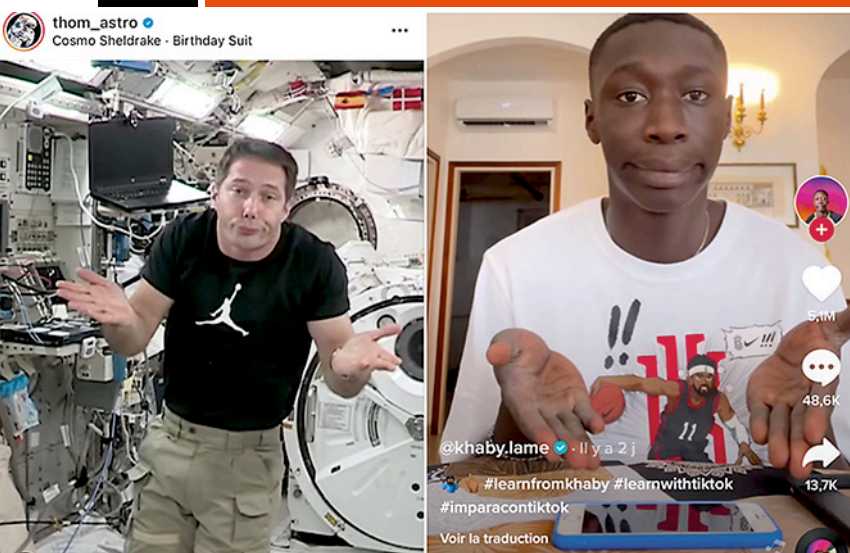 thom_astro
Cosmo Sheldrake · Birthday Suit
!!
11
5,1M
48,6K
13,7K
@khaby.lame · Il y a 2 j
#learnfromkhaby #learnwithtiktok
#imparacontiktok
Voir la traduction